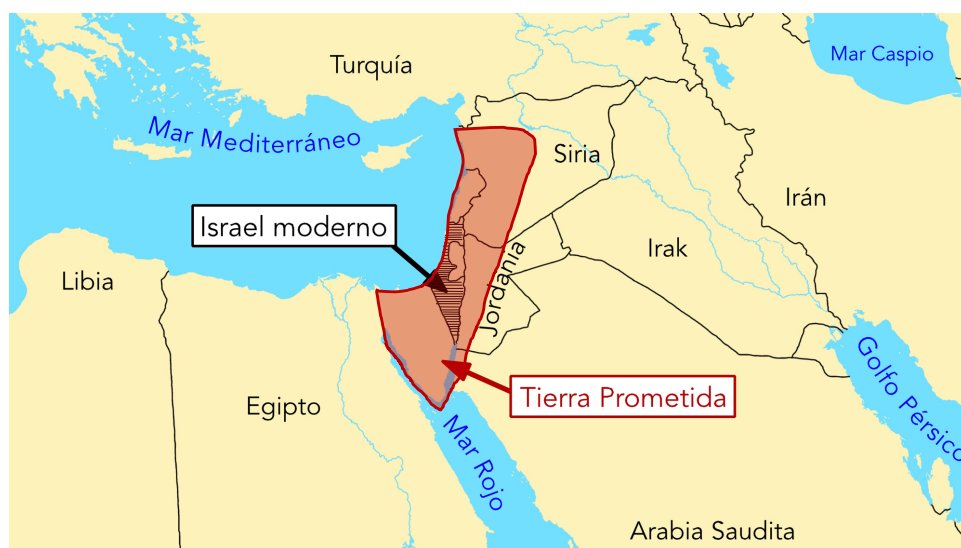 Turquía
Mar Caspio
Mar Mediterráneo
Siria
Irán
Israel moderno
Irak
Jordania
Libia
Golfo Pérsico
Tierra Prometida
Egipto
Mar Rojo
Arabia Saudita